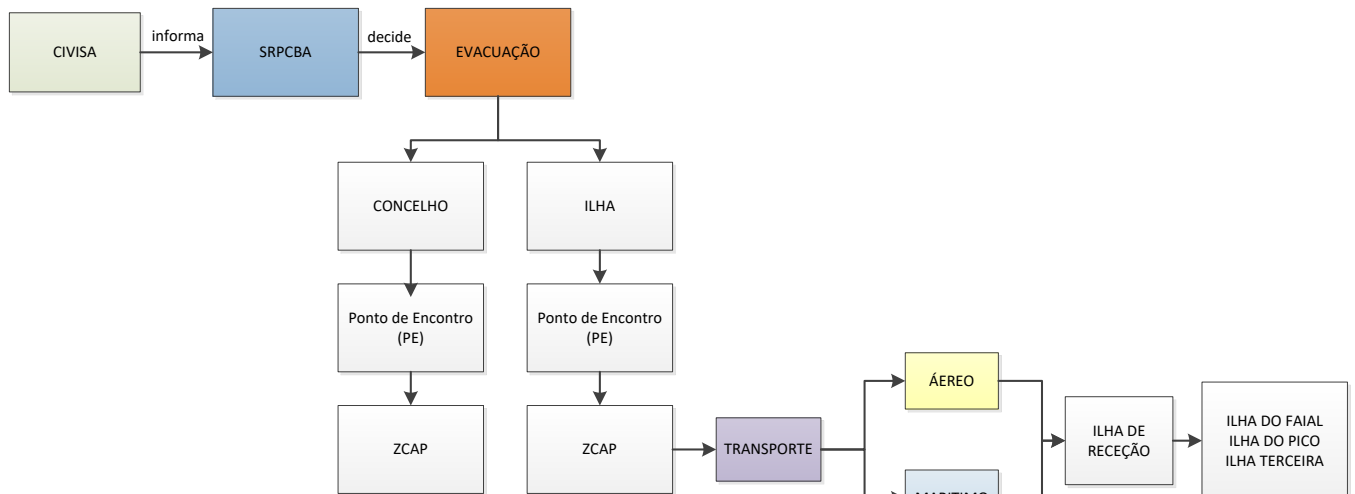 CIVISA
informa
SRPCBA
decide
EVACUAÇÃO
CONCELHO
ILHA
Ponto de Encontro
(PE)
Ponto de Encontro
(PE)
ZCAP
ZCAP
TRANSPORTE
ÁEREO
MARITIMO
ILHA DE
RECEÇÃO
ILHA DO FAIAL
ILHA DO PICO
ILHA TERCEIRA